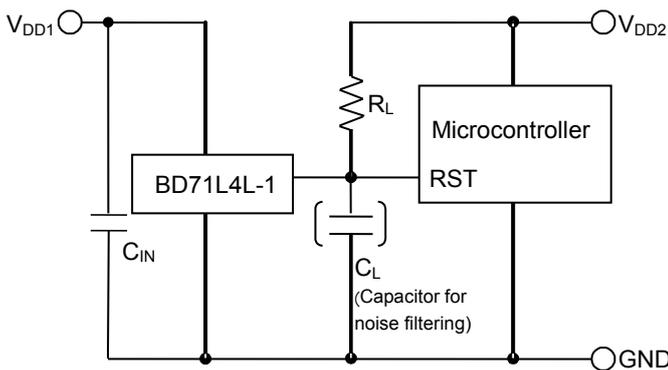 VDD1
VDD2
RL
Microcontroller
BD71L4L-1
RST
CIN
CL
(Capacitor for
noise filtering)
GND